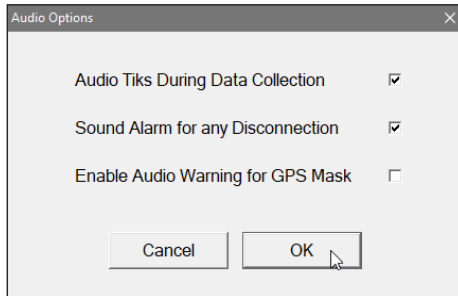 Audio Options
Audio Tiks During Data Collection
Sound Alarm for any Disconnection
Enable Audio Warning for GPS Mask
Cancel OK